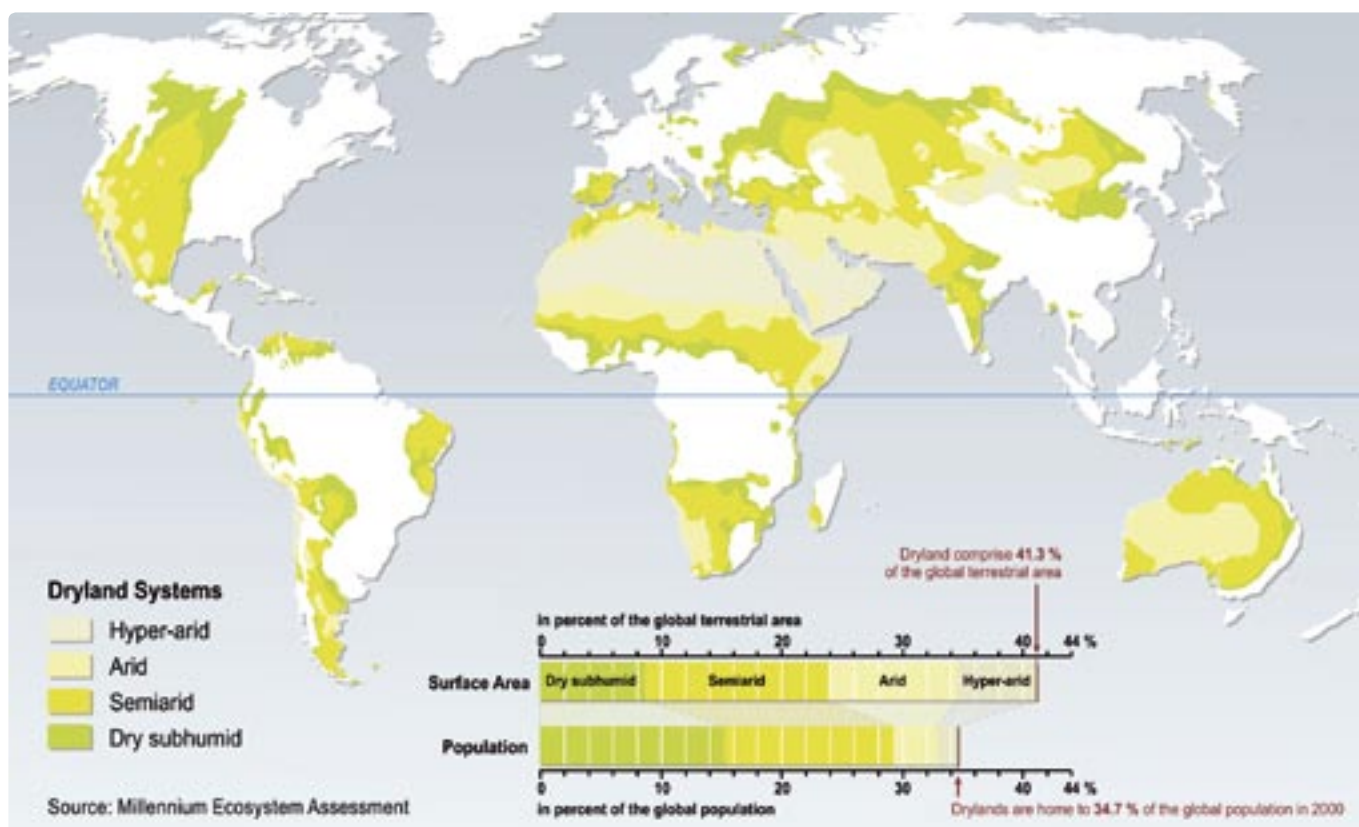 EQUATOR
Dryland comprise 41.3 %
of the global terrestrial area
Dryland Systems
Hyper-arid
Arid
Semiarid
Dry subhumid
in percent of the global terrestrial area
0 10 20 30 40 44 %
Surface Area Dry subhumid Semiarid Arid Hyper-arid
Population
0 10 20 30 40 44 %
in percent of the global population
Drylands are home to 34.7 % of the global population in 2000
Source: Millennium Ecosystem Assessment